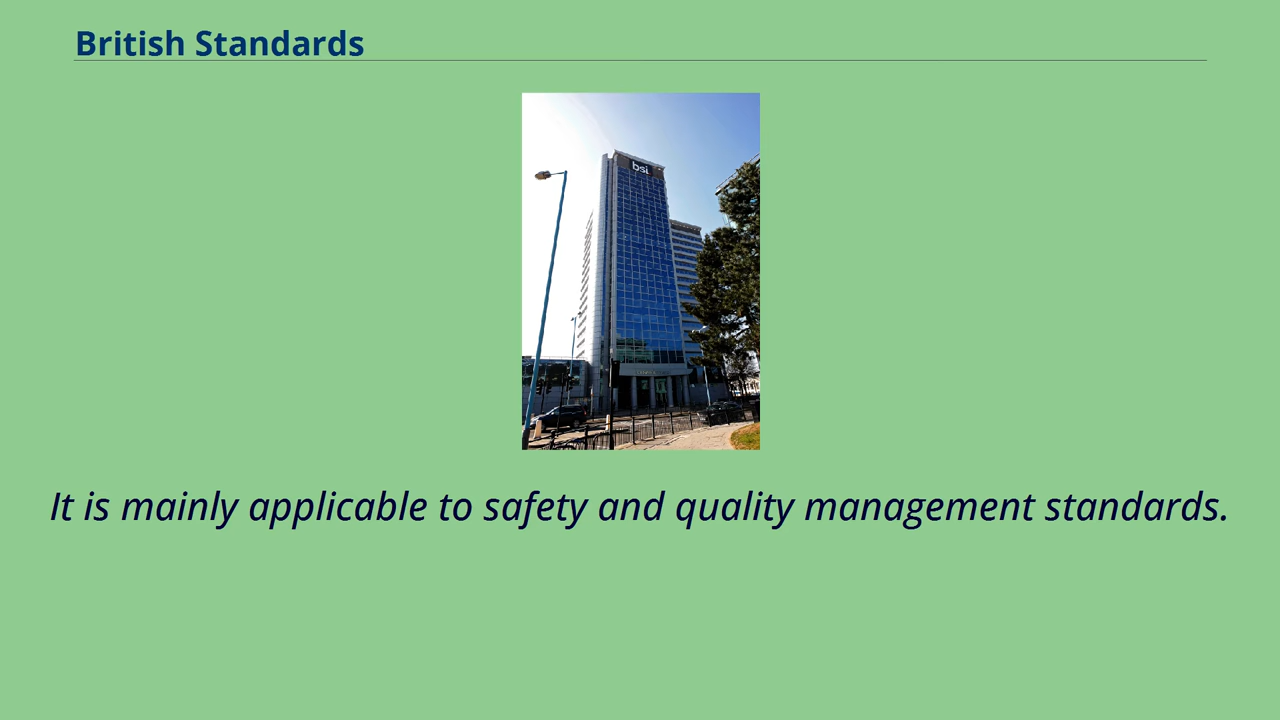 British Standards
bsi.
It is mainly applicable to safety and quality management standards.